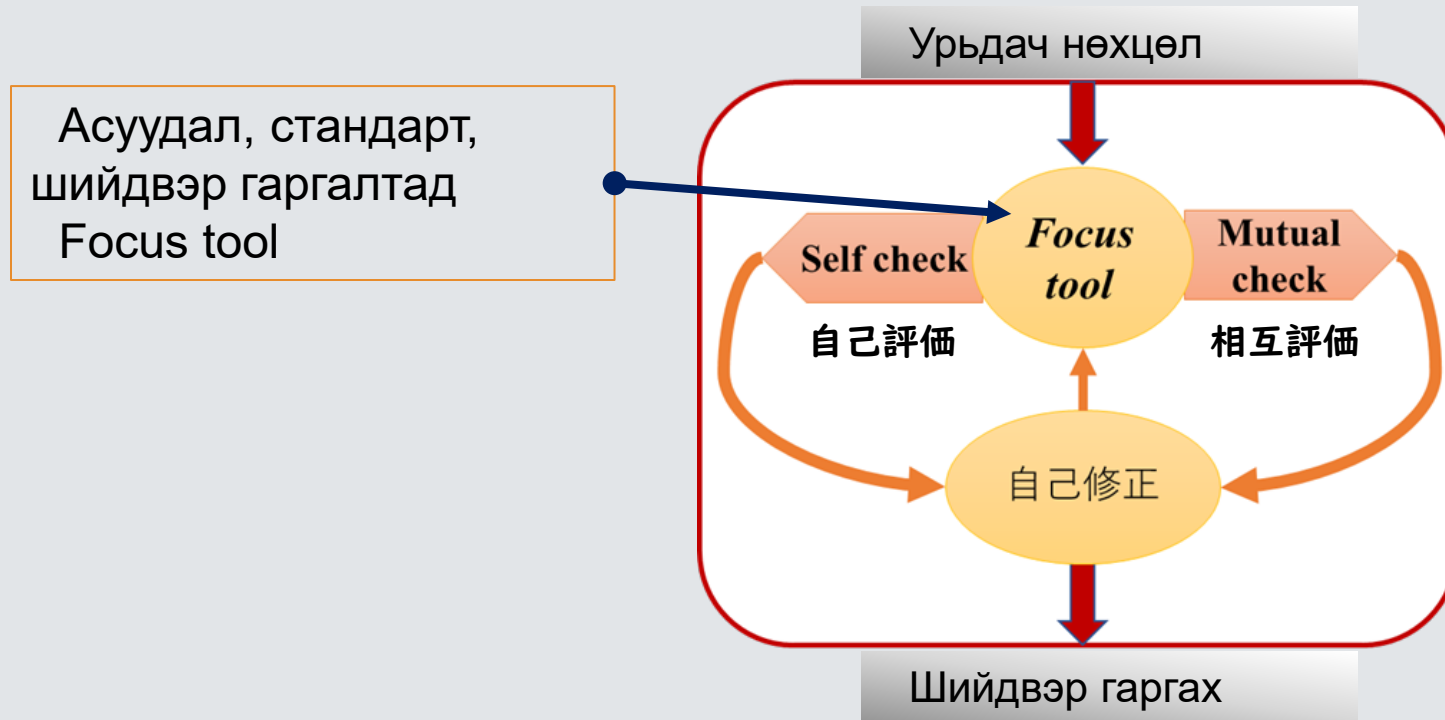 Урьдач нөхцөл
Асуудал, стандарт,
шийдвэр гаргалтад
Focus tool
Self check
Focus
tool
Mutual
check
自己評価
相互評価
自己修正
Шийдвэр гаргах